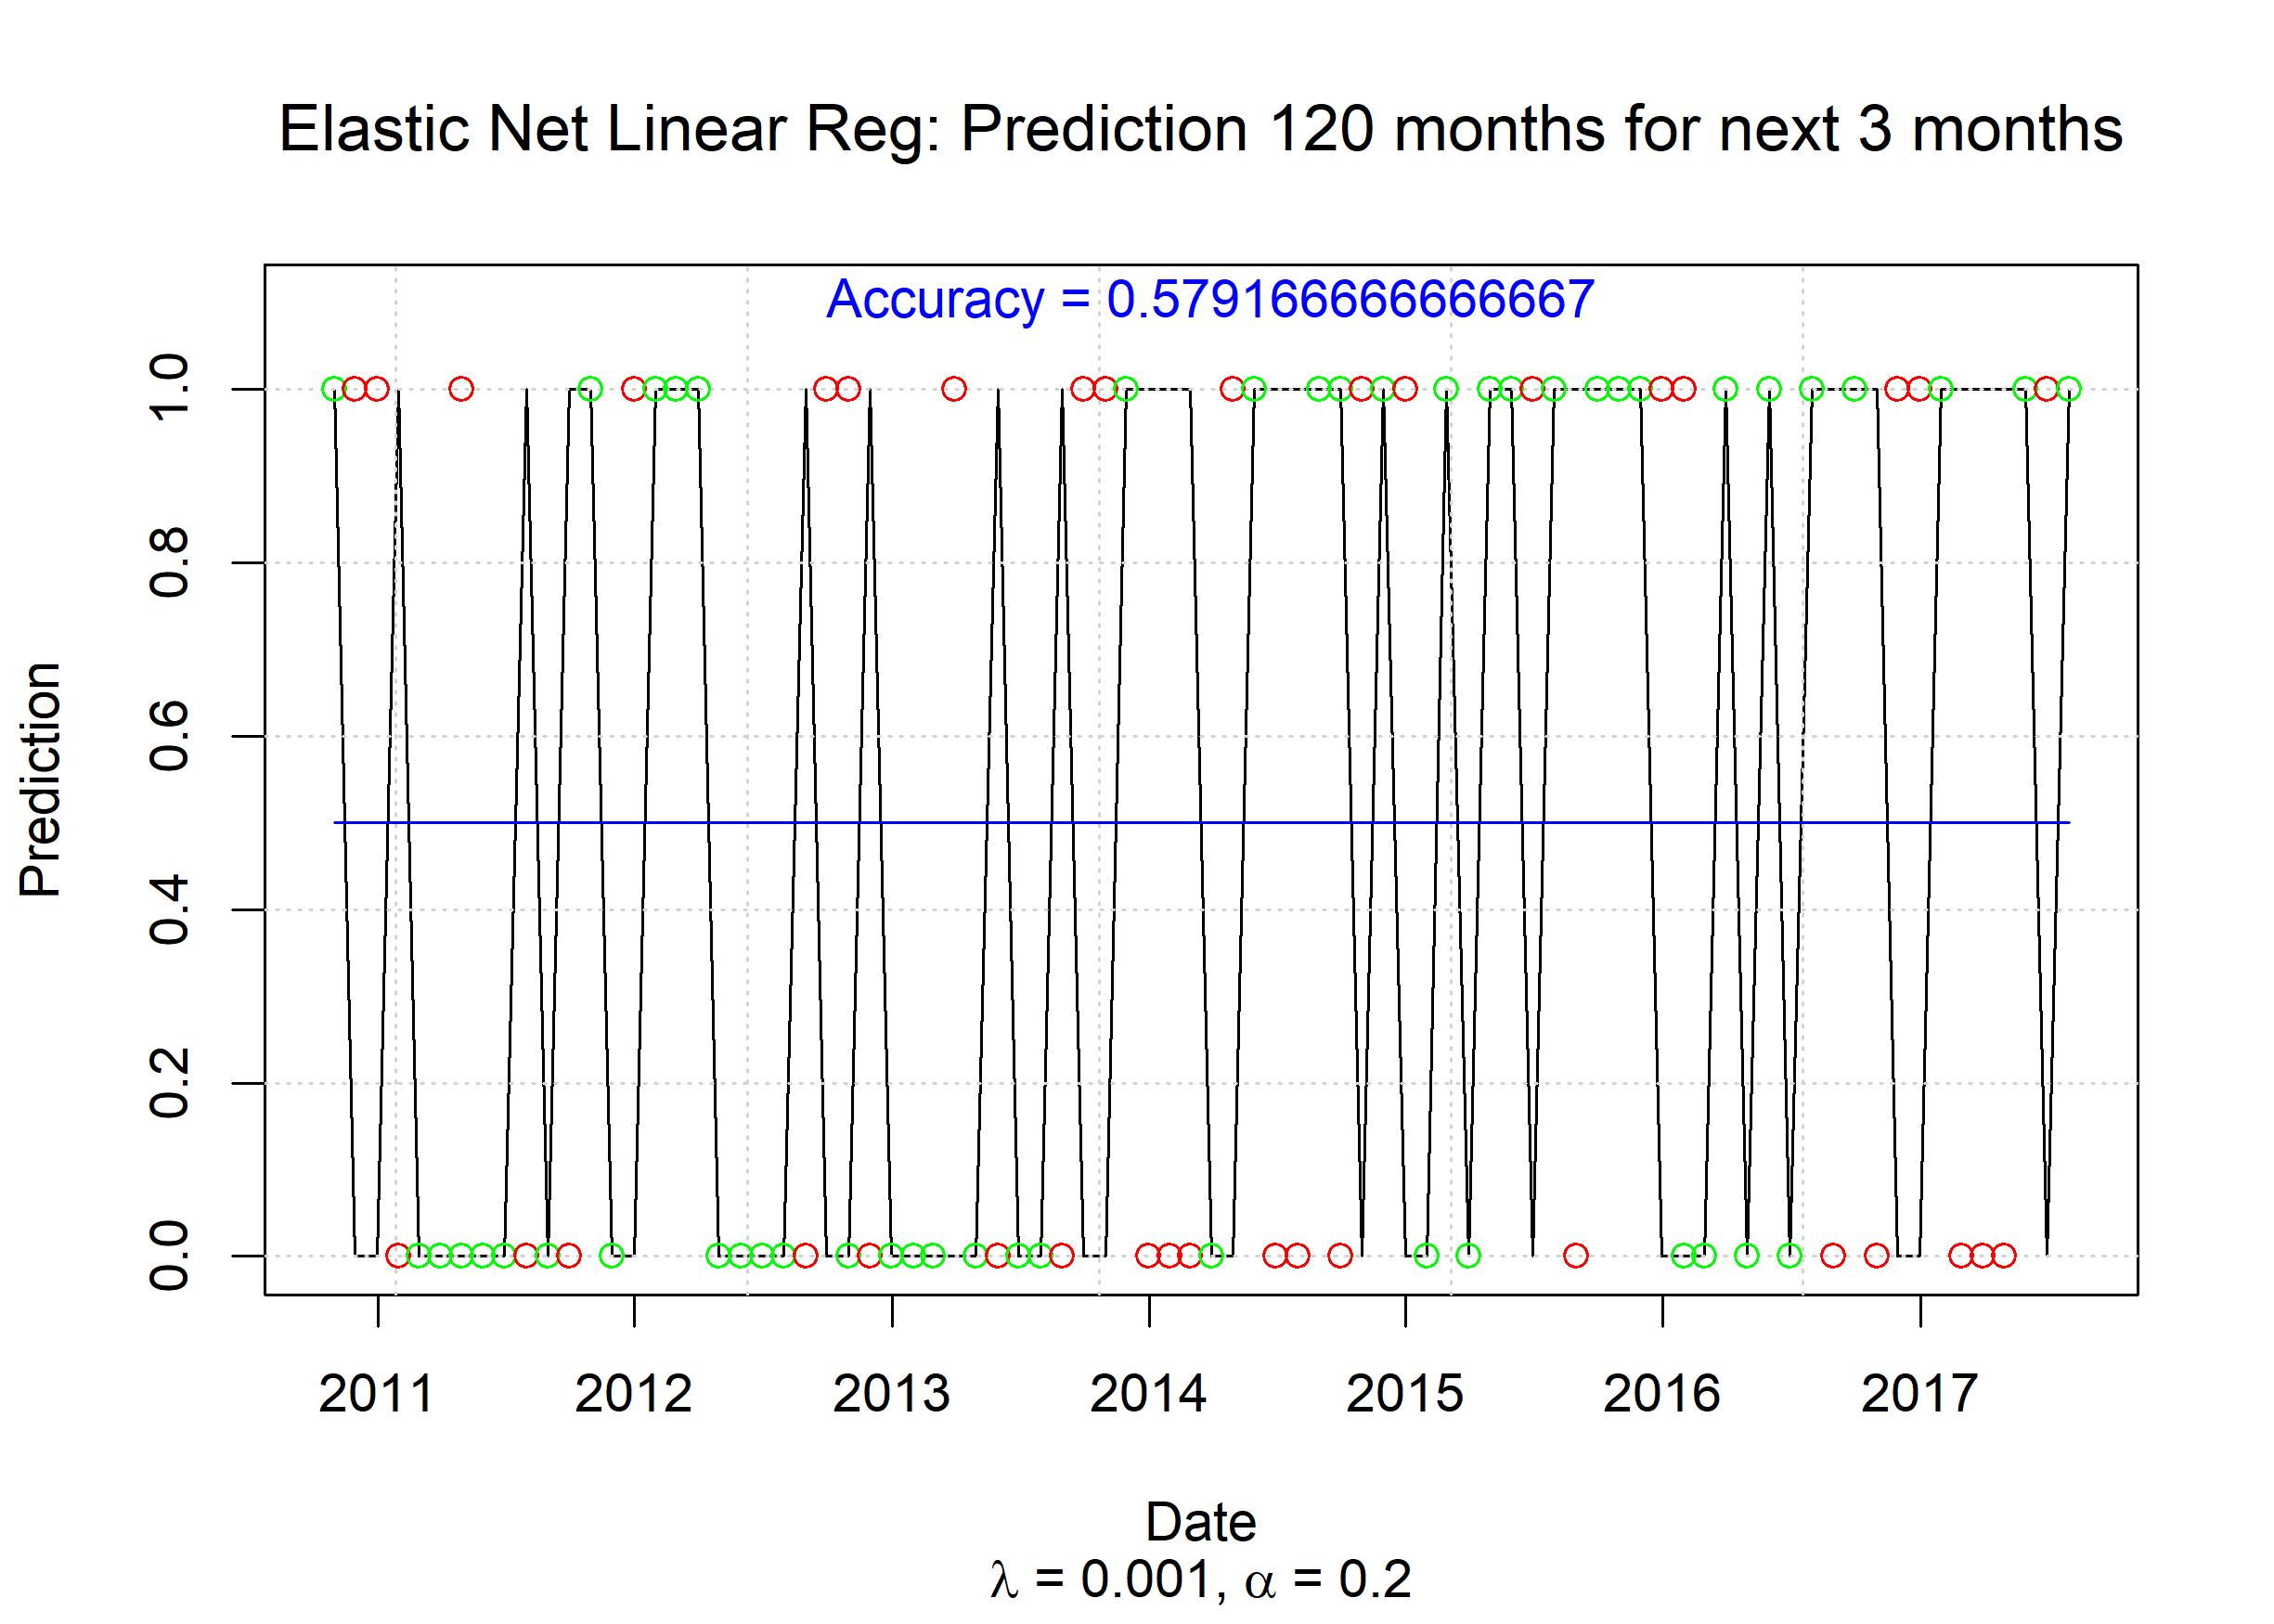 Elastic Net Linear Reg: Prediction 120 months for next 3 months
Accuracy = 0.579166666666667
Prediction
1.0
0.8
0.6
0.4
0.2
0.0
2011 2012 2013 2014 2015 2016 2017
Date
λ = 0.001, α = 0.2